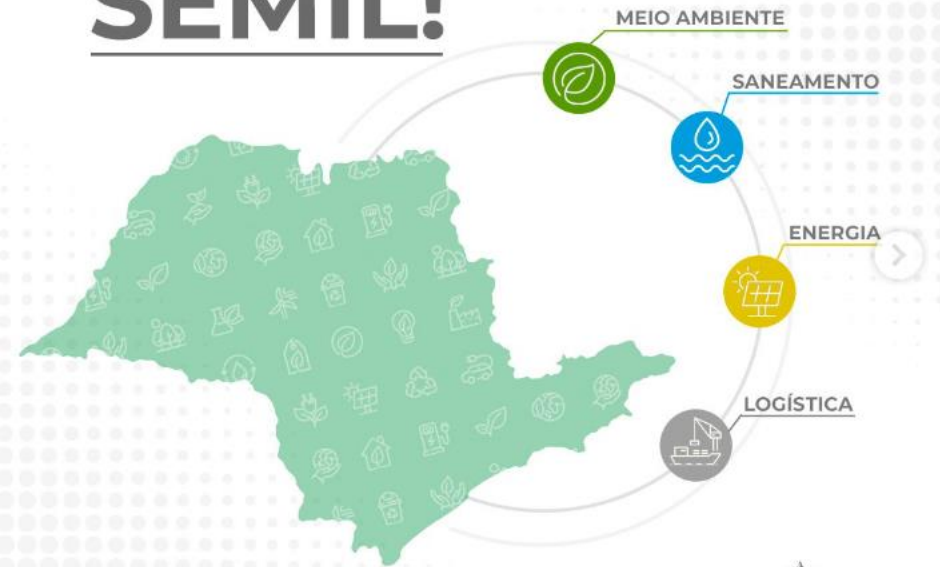 SEMIL!
MEIO AMBIENTE
SANEAMENTO
ENERGIA
LOGÍSTICA